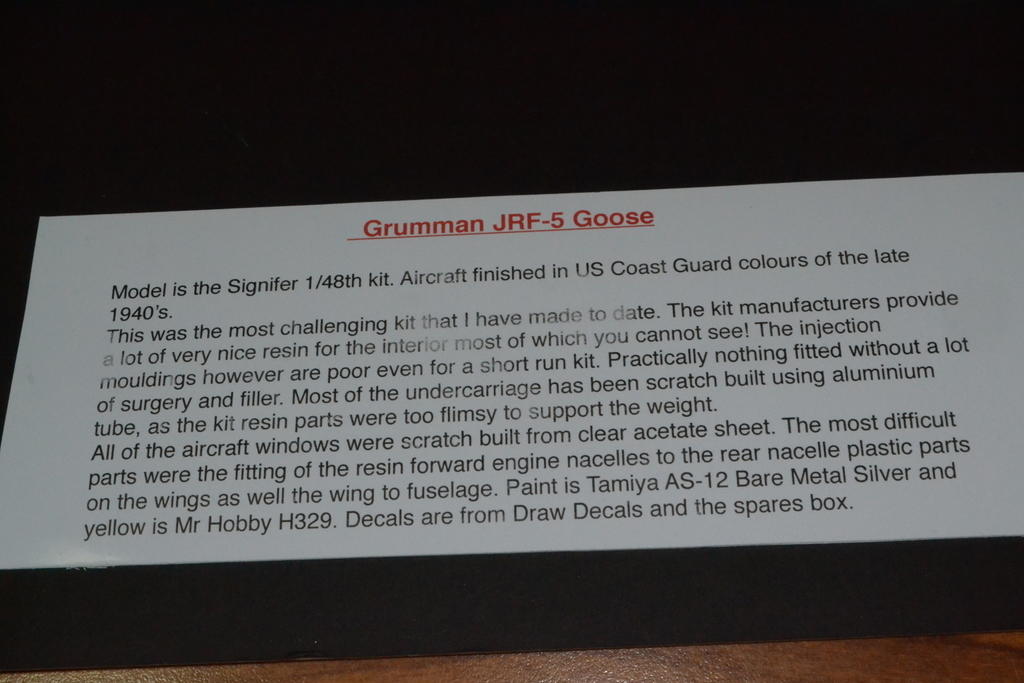 Grumman JRF-5 Goose
Model is the Signifer 1/48th kit. Aircraft finished in US Coast Guard colours of the late
1940's.
This was the most challenging kit that I have made to date. The kit manufacturers provide
a lot of very nice resin for the interior most of which you cannot see! The injection
mouldings however are poor even for a short run kit. Practically nothing fitted without a lot
of surgery and filler. Most of the undercarriage has been scratch built using aluminium
tube, as the kit resin parts were too flimsy to support the weight.
All of the aircraft windows were scratch built from clear acetate sheet. The most difficult
parts were the fitting of the resin forward engine nacelles to the rear nacelle plastic parts
on the wings as well the wing to fuselage. Paint is Tamiya AS-12 Bare Metal Silver and
yellow is Mr Hobby H329. Decals are from Draw Decals and the spares box.